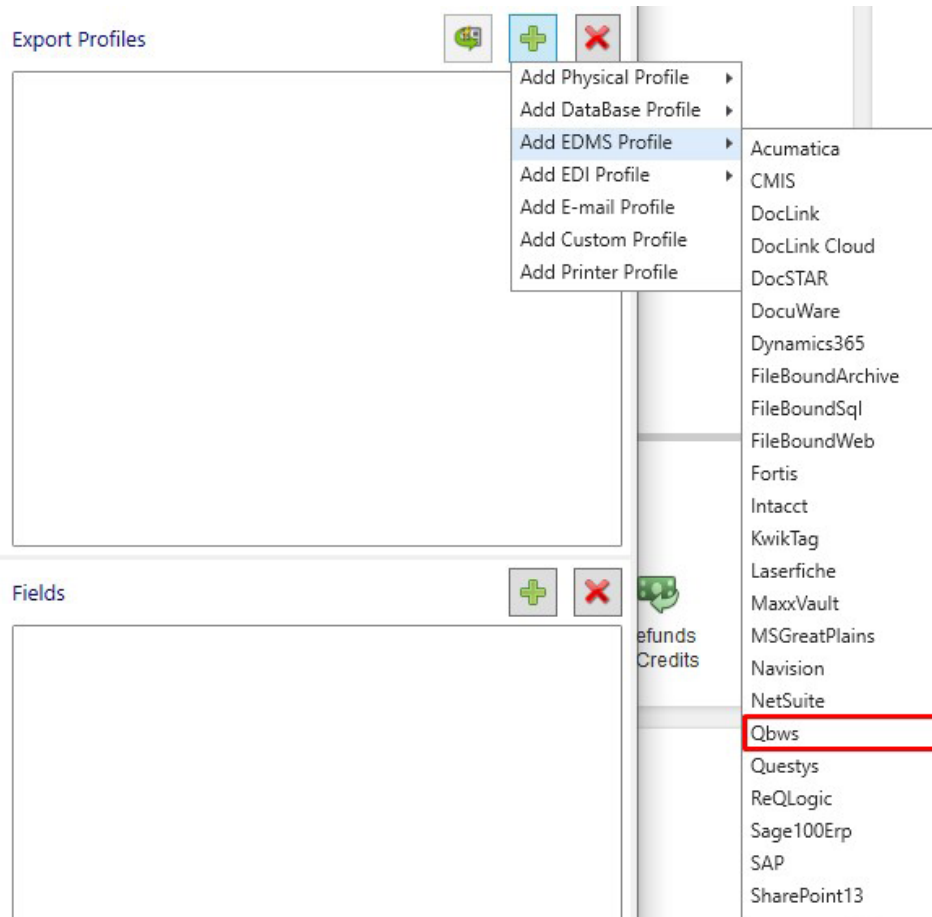 Export Profiles
Add Physical Profile
Add DataBase Profile
Add EDMS Profile
Add EDI Profile
Add E-mail Profile
Add Custom Profile
Add Printer Profile
Acumatica
CMIS
DocLink
DocLink Cloud
DocSTAR
DocuWare
Dynamics365
FileBoundArchive
FileBoundSql
FileBoundWeb
Fortis
Intacct
KwikTag
Laserfiche
MaxxVault
MSGreatPlains
Navision
NetSuite
Qbws
Questys
ReQLogic
Sage100Erp
SAP
SharePoint13
Fields
efunds
Credits